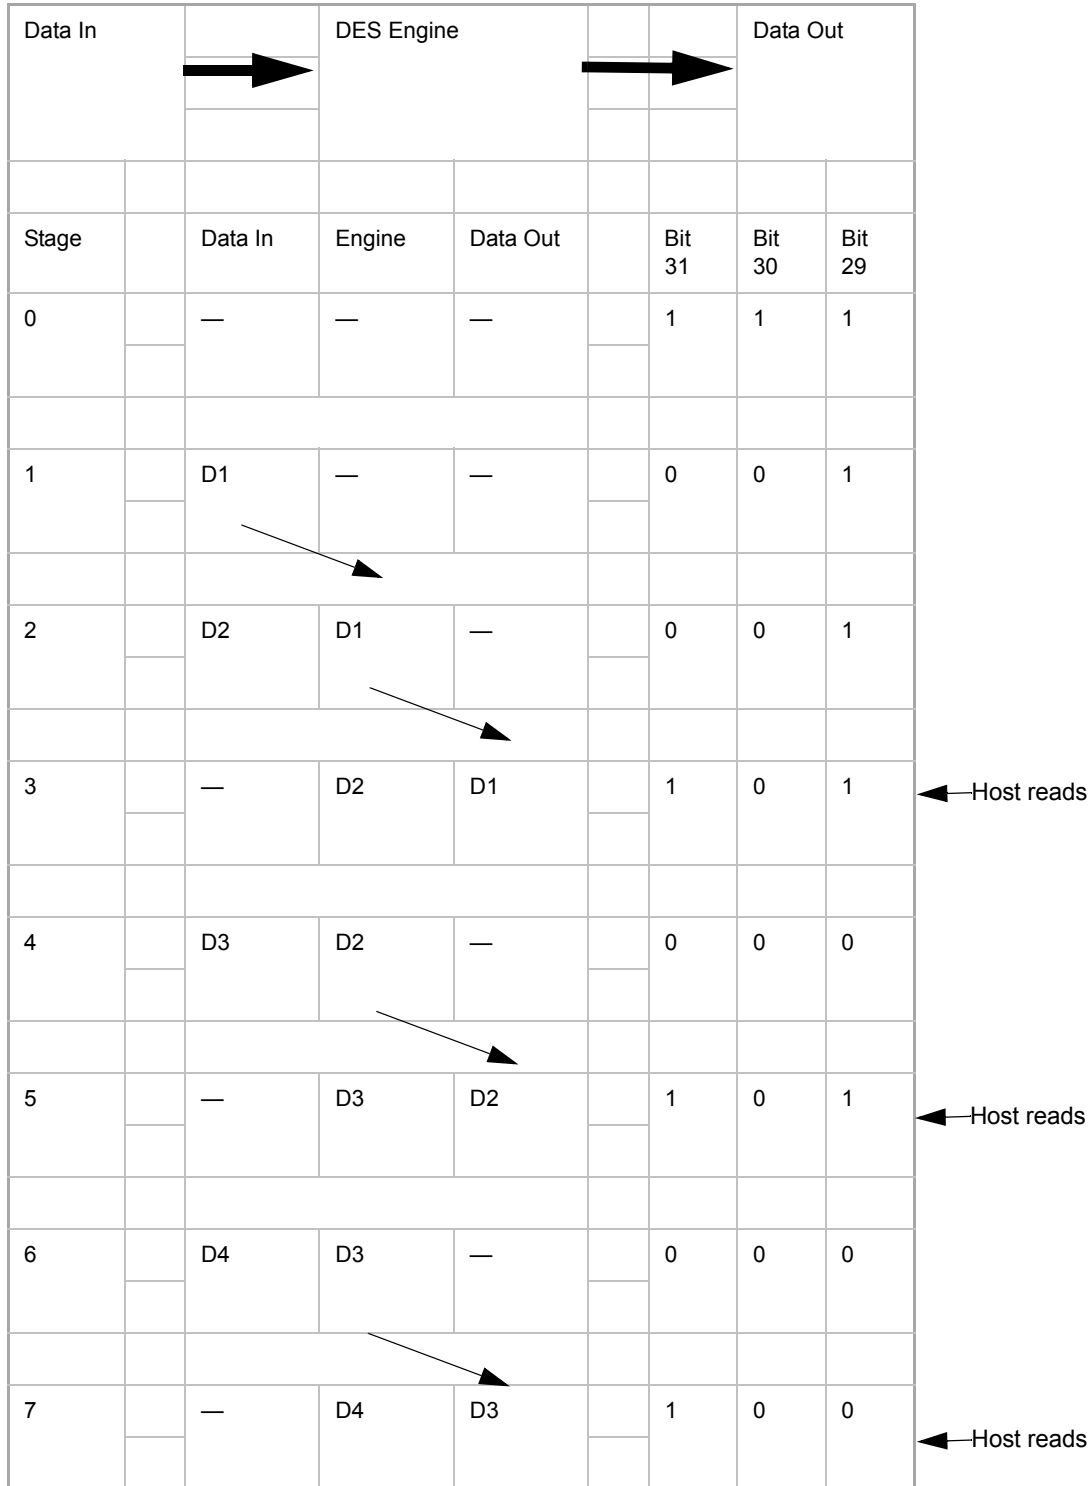 Data In DES Engine Data Out
Stage Data In Engine Data Out Bit 31 Bit 30 Bit 29
0 — — — 1 1 1
1 D1 — — 0 0 1
2 D2 D1 — 0 0 1
3 — D2 D1 1 0 1 Host reads
4 D3 D2 — 0 0 0
5 — D3 D2 1 0 1 Host reads
6 D4 D3 — 0 0 0
7 — D4 D3 1 0 0 Host reads